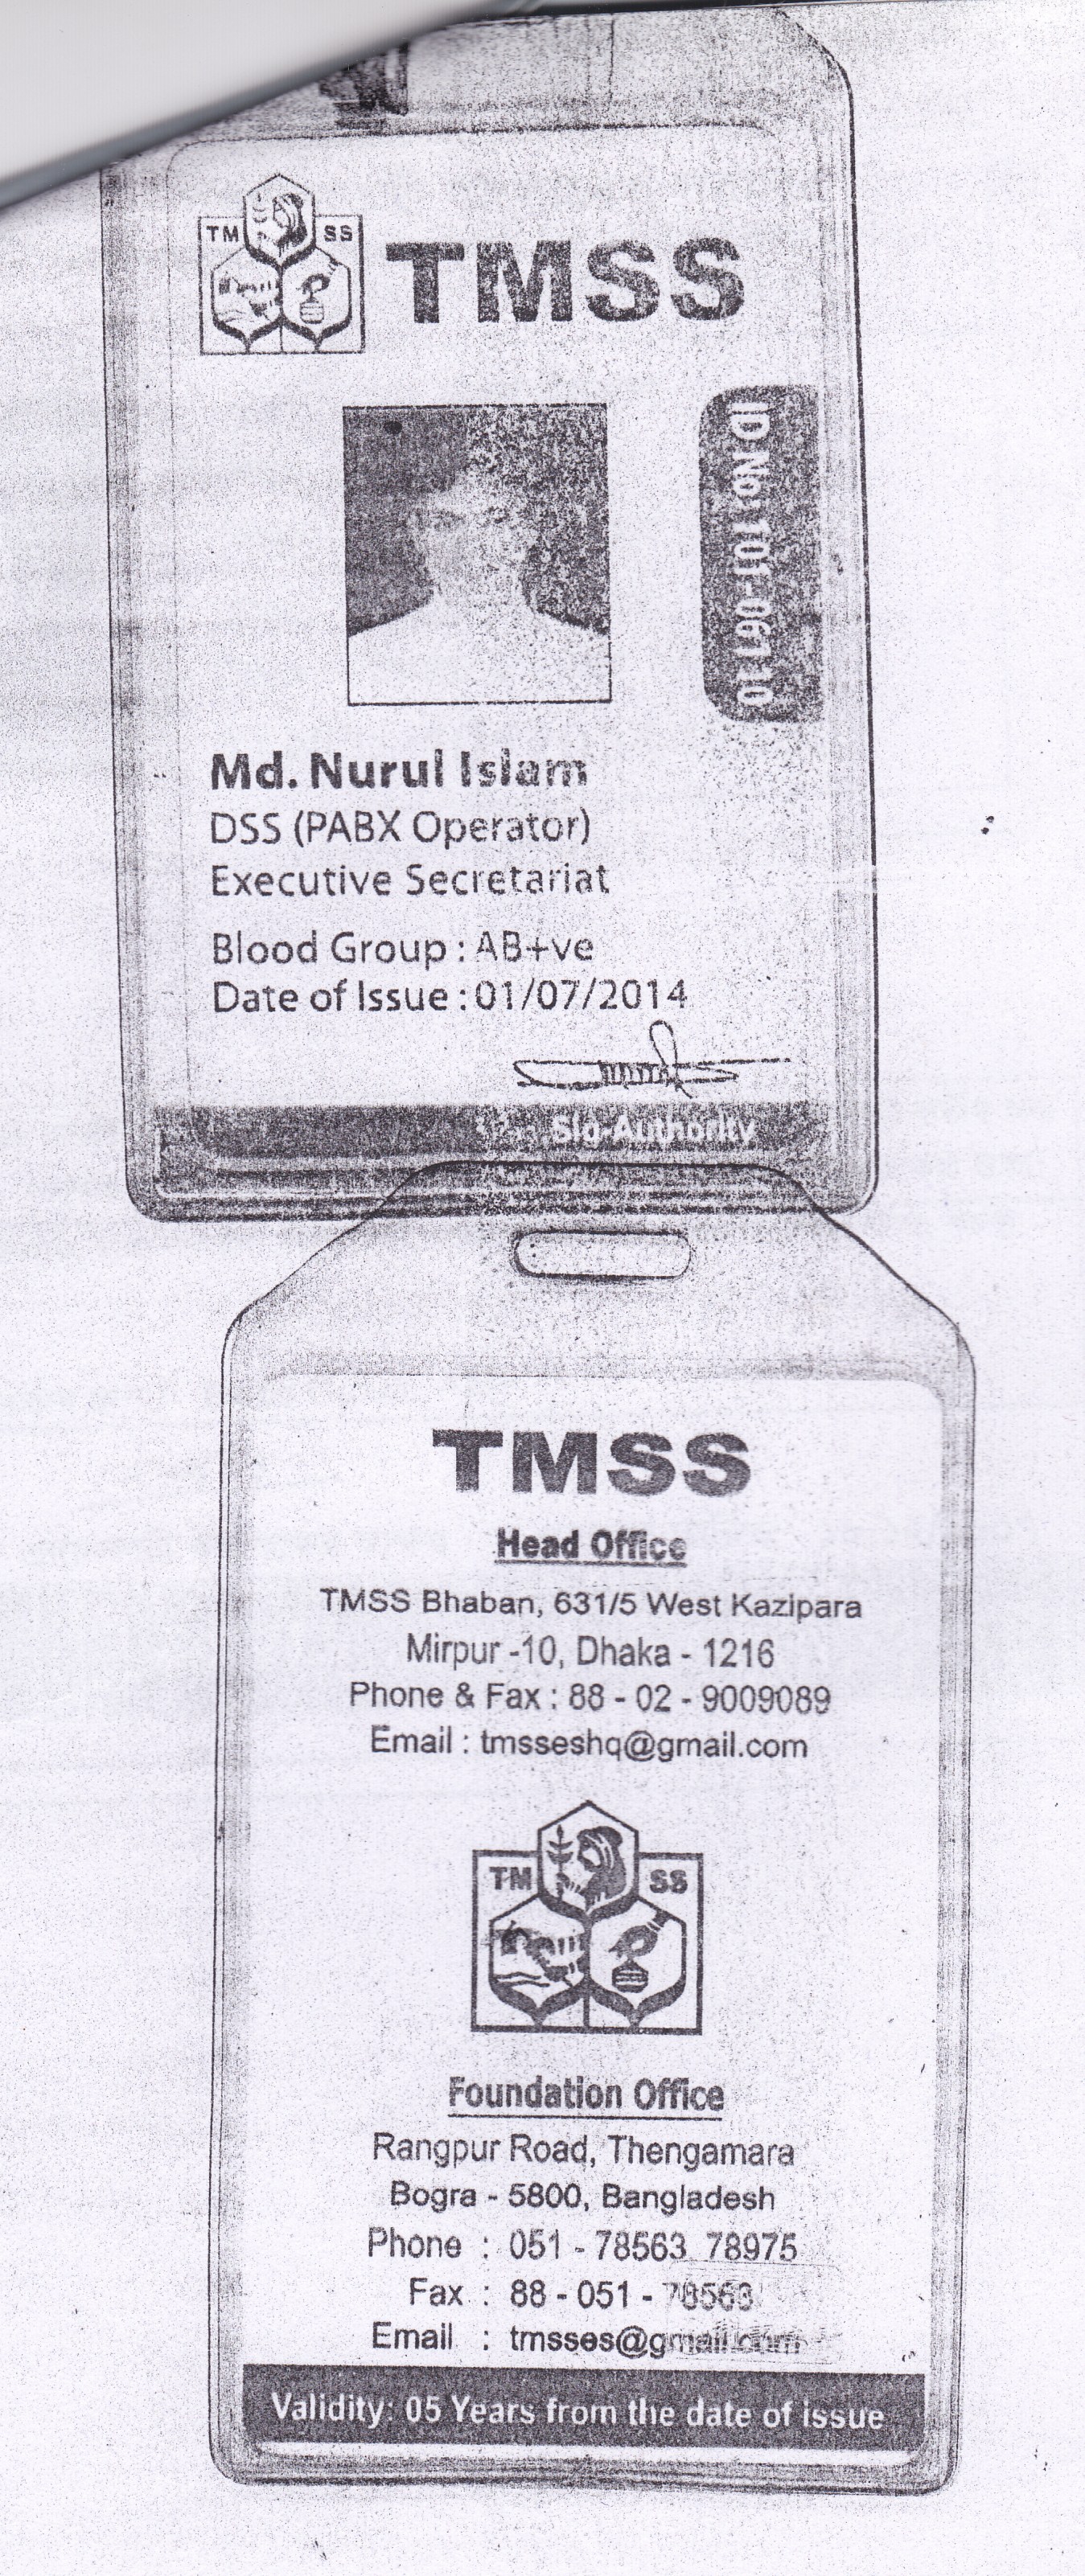 TM SS
TMSS
ID No: 101-06110
Md. Nurul Islam
DSS (PABX Operator)
Executive Secretariat
Blood Group : AB+ve
Date of Issue : 01/07/2014
Sig-Authority
TMSS
Head Office
TMSS Bhaban, 631/5 West Kazipara
Mirpur -10, Dhaka - 1216
Phone & Fax : 88 - 02 - 9009089
Email : tmsseshq@gmail.com
TM SS
Foundation Office
Rangpur Road, Thengamara
Bogra - 5800, Bangladesh
Phone : 051 - 78563, 78975
Fax : 88 - 051 - 78563
Email : tmsses@gmail.com
Validity: 05 Years from the date of issue